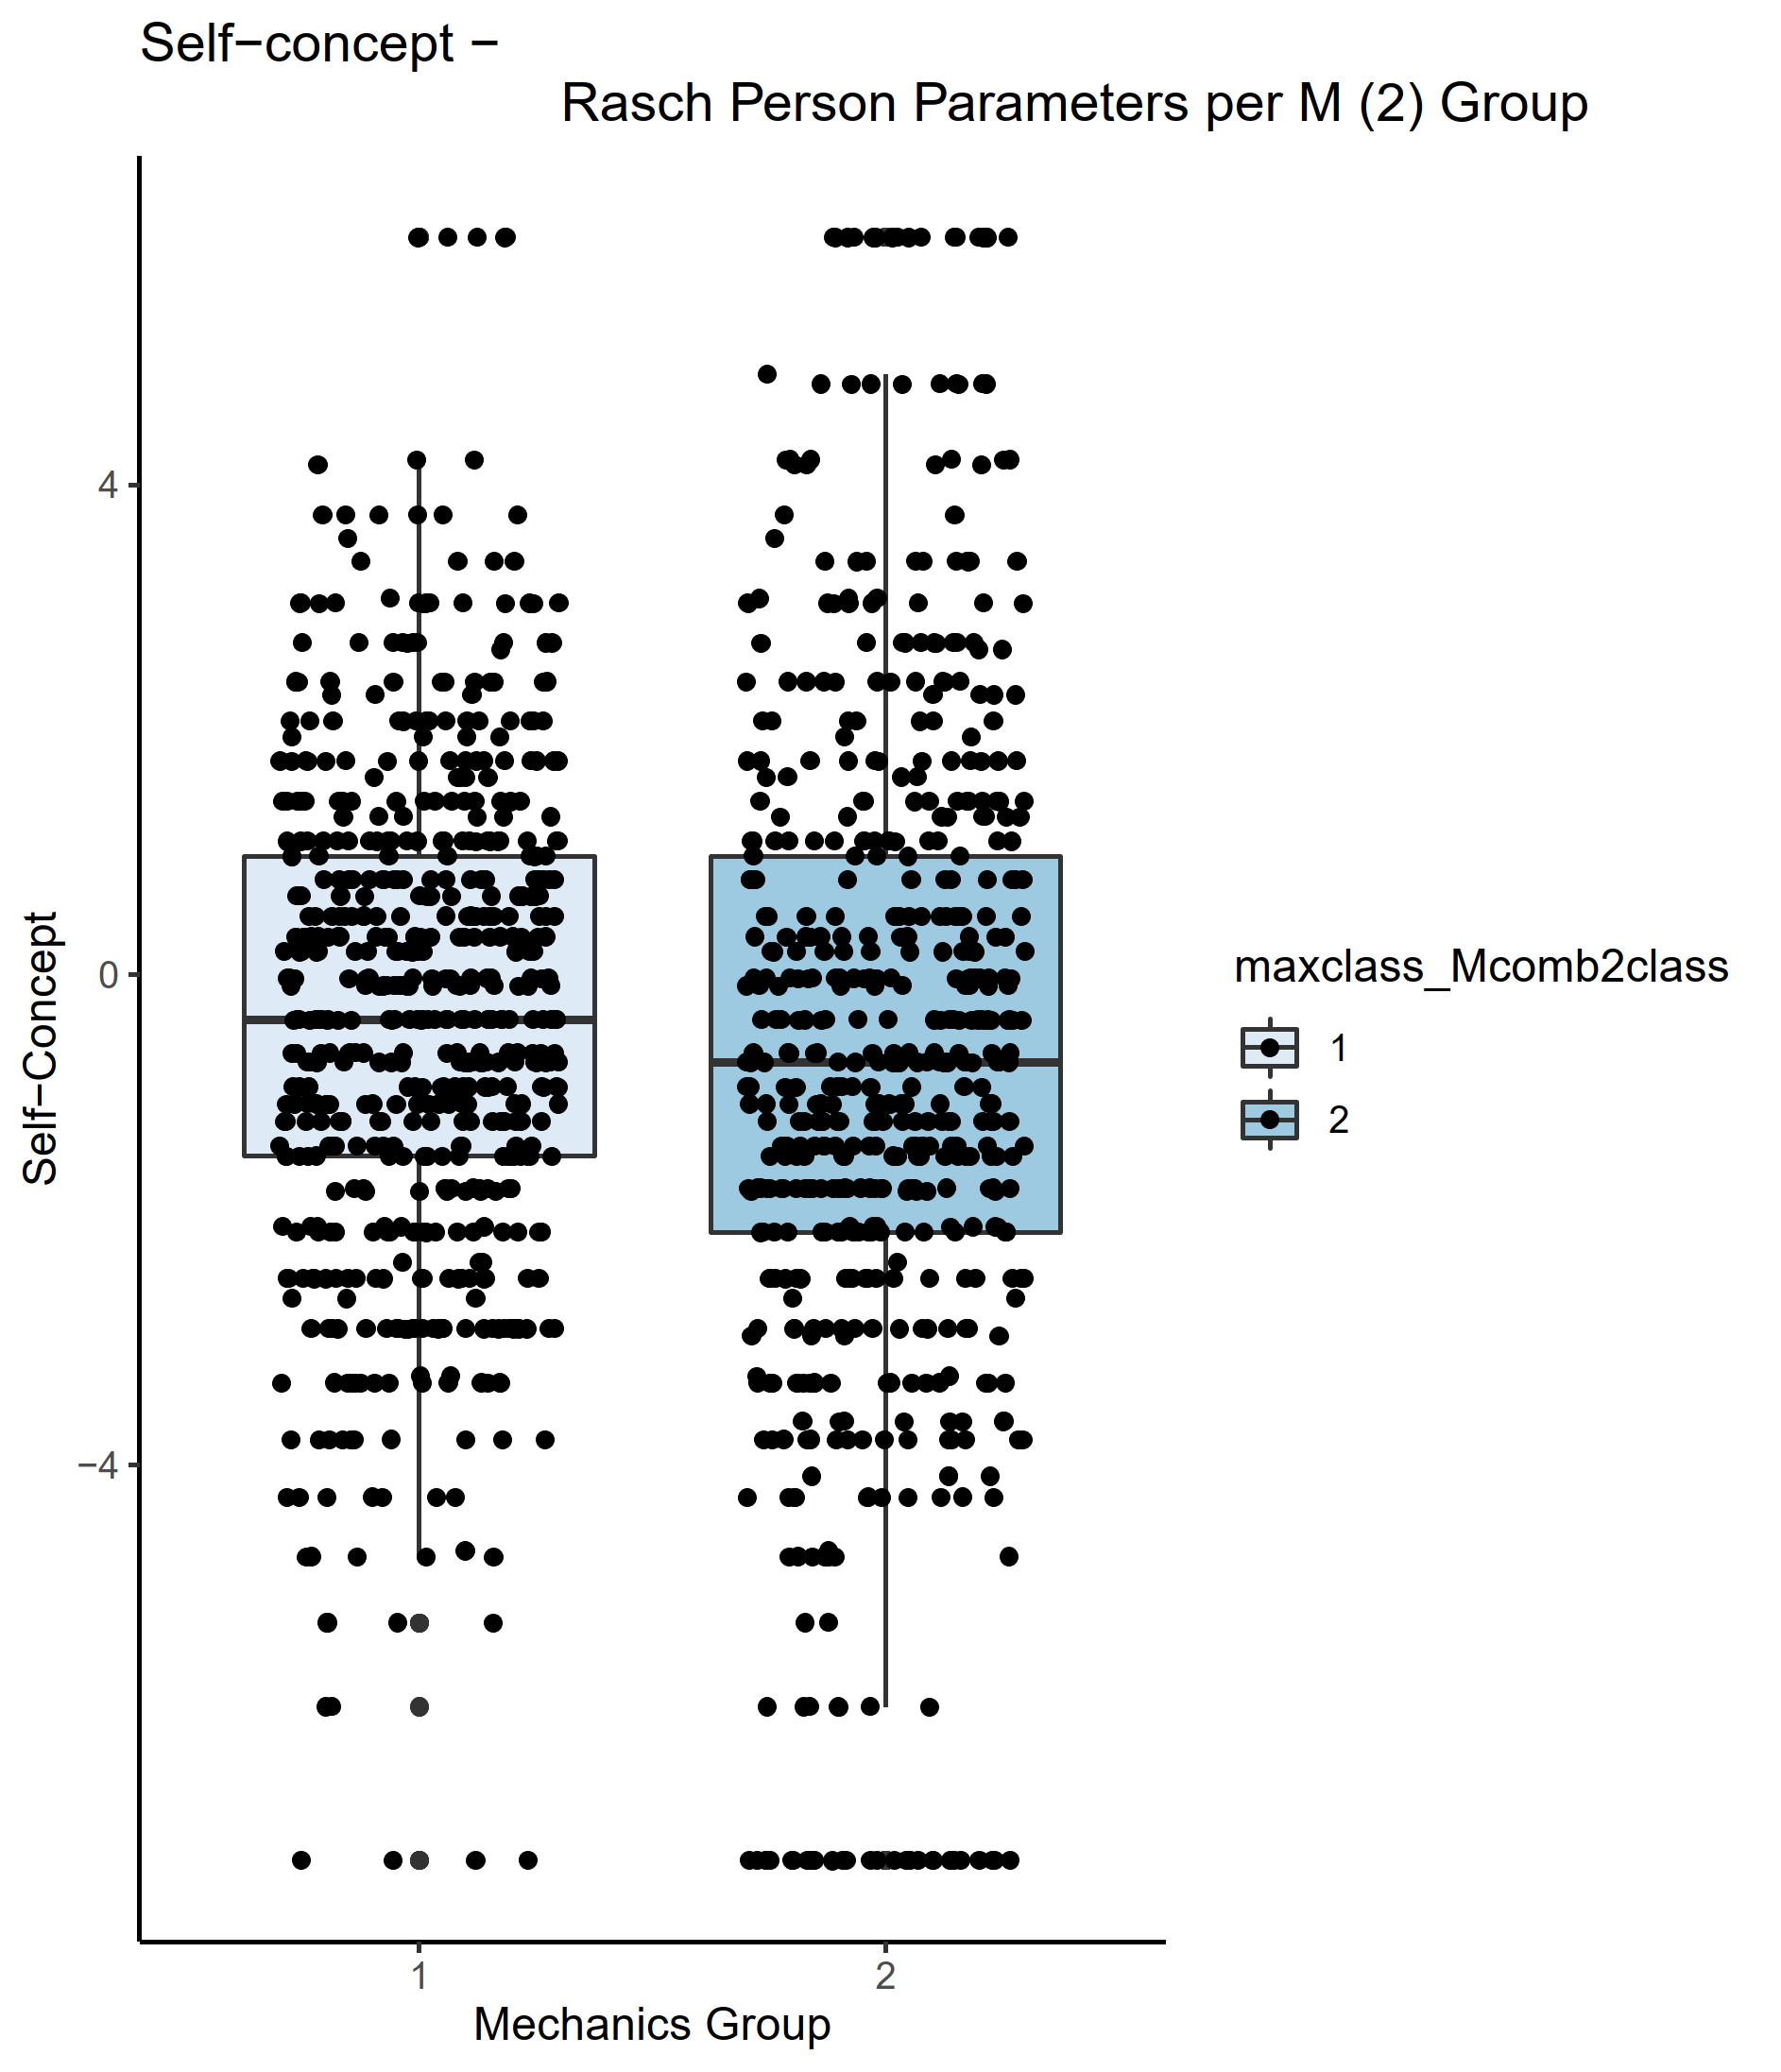 Self−concept −
Rasch Person Parameters per M (2) Group
4
0
−4
Self−Concept
1
2
Mechanics Group
maxclass_Mcomb2class
1
2